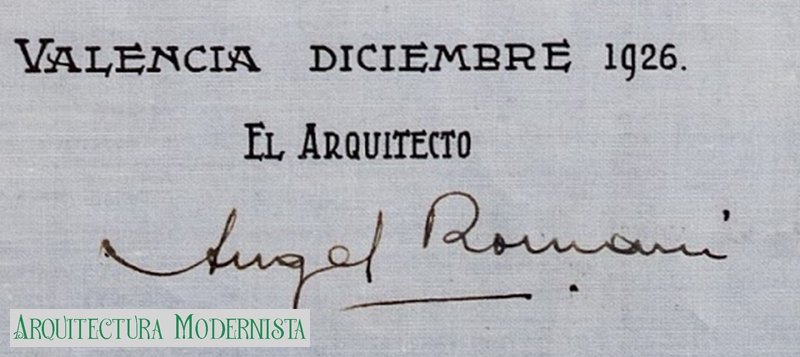 VALENCIA DICIEMBRE 1926.
EL ARQUITECTO
Angel Romaní
ARQUITECTURA MODERNISTA